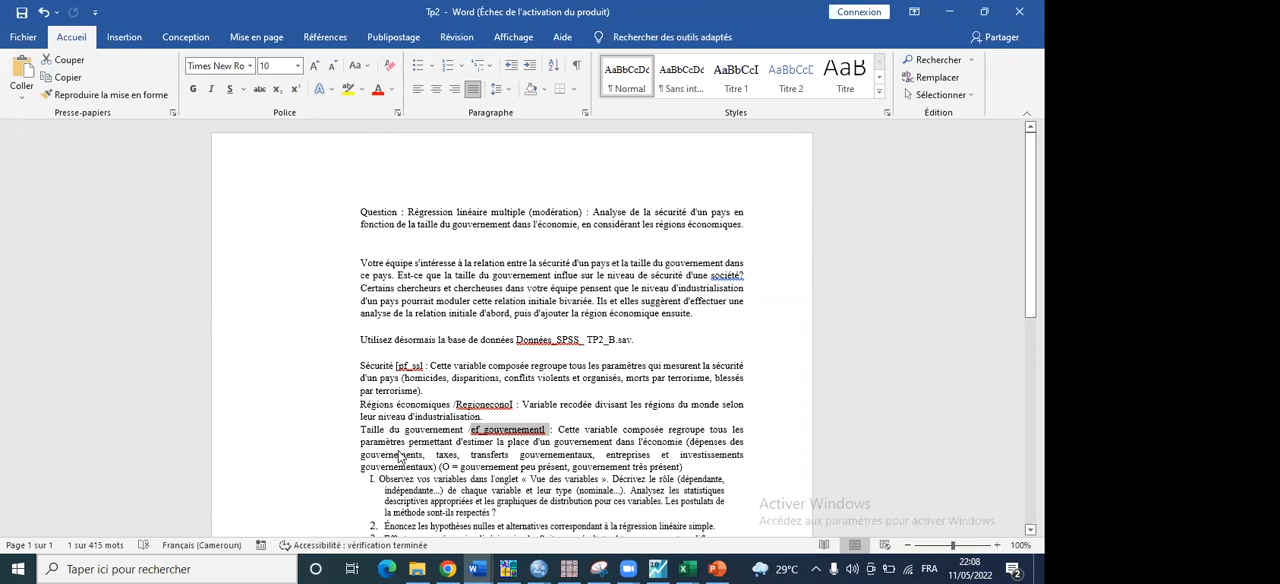 Tp2 - Word (Échec de l'activation du produit)
Connexion
Fichier Accueil Insertion Conception Mise en page Références Publipostage Révision Affichage Aide Rechercher des outils adaptés Partager
Couper
Copier
Reproduire la mise en forme
Coller
Presse-papiers
Times New Ro 10
Police
Paragraphe
AaBbCcDc AaBbCcDc AaBbCcI AaBbCcD AaB
¶ Normal ¶ Sans int... Titre 1 Titre 2 Titre
Styles
Rechercher
Remplacer
Sélectionner
Édition
Question : Régression linéaire multiple (modération) : Analyse de la sécurité d'un pays en
fonction de la taille du gouvernement dans l'économie, en considérant les régions économiques.
Votre équipe s'intéresse à la relation entre la sécurité d'un pays et la taille du gouvernement dans
ce pays. Est-ce que la taille du gouvernement influe sur le niveau de sécurité d'une société?
Certains chercheurs et chercheuses dans votre équipe pensent que le niveau d'industrialisation
d'un pays pourrait moduler cette relation initiale bivariée. Ils et elles suggèrent d'effectuer une
analyse de la relation initiale d'abord, puis d'ajouter la région économique ensuite.
Utilisez désormais la base de données Données_SPSS_ TP2_B.sav.
Sécurité [pf_ssl : Cette variable composée regroupe tous les paramètres qui mesurent la sécurité
d'un pays (homicides, disparitions, conflits violents et organisés, morts par terrorisme, blessés
par terrorisme).
Régions économiques /RegioneconoI : Variable recodée divisant les régions du monde selon
leur niveau d'industrialisation.
Taille du gouvernement /ef_gouvernementl : Cette variable composée regroupe tous les
paramètres permettant d'estimer la place d'un gouvernement dans l'économie (dépenses des
gouvernements, taxes, transferts gouvernementaux, entreprises et investissements
gouvernementaux) (O = gouvernement peu présent, gouvernement très présent)
I. Observez vos variables dans l'onglet « Vue des variables ». Décrivez le rôle (dépendante,
indépendante...) de chaque variable et leur type (nominale...). Analysez les statistiques
descriptives appropriées et les graphiques de distribution pour ces variables. Les postulats de
la méthode sont-ils respectés ?
2. Énoncez les hypothèses nulles et alternatives correspondant à la régression linéaire simple.
Activer Windows
Accédez aux paramètres pour activer Windows.
Page 1 sur 1 1 sur 415 mots Français (Cameroun) Accessibilité : vérification terminée 100%
Taper ici pour rechercher
29°C
FRA
22:08
11/05/2022
2